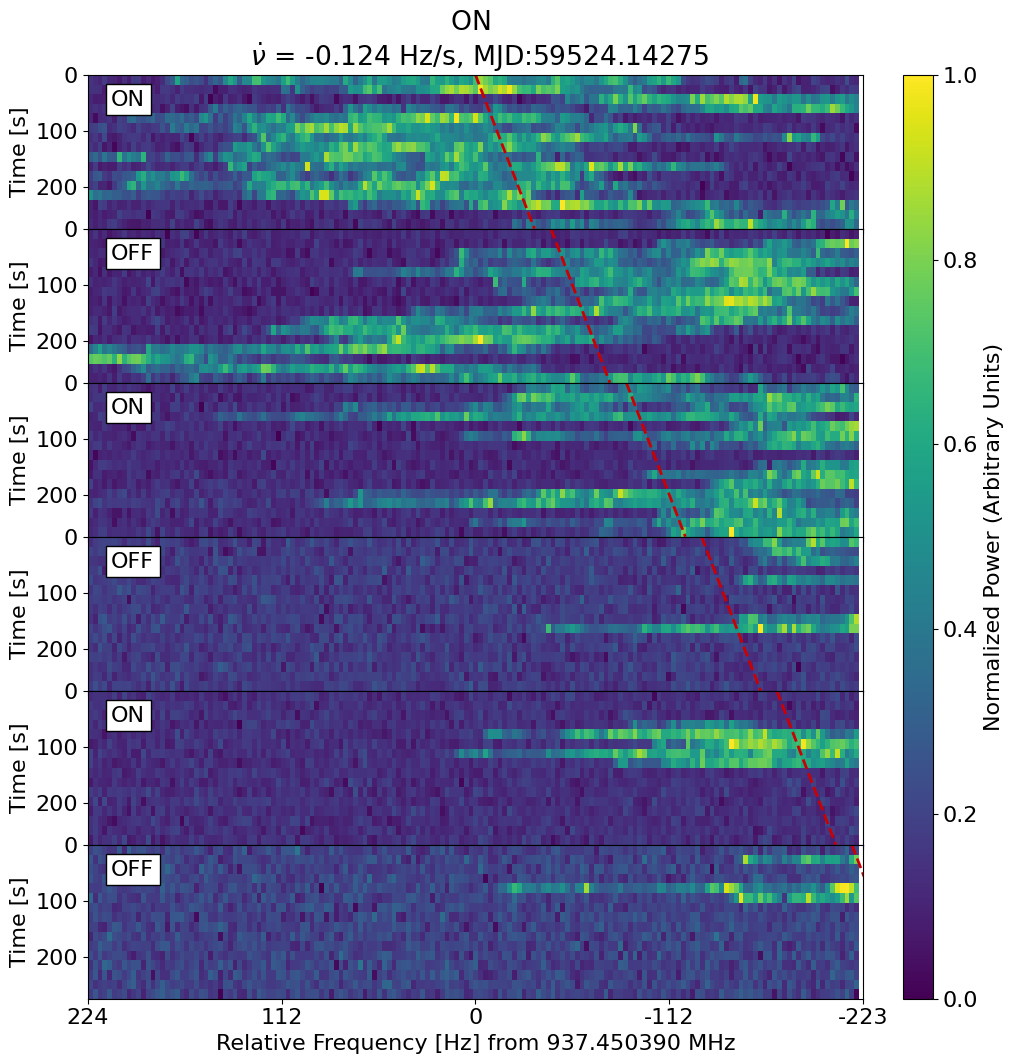 ON
ν̇ = -0.124 Hz/s, MJD:59524.14275
0
100
200
Time [s]
ON
0
100
200
Time [s]
OFF
0
100
200
Time [s]
ON
0
100
200
Time [s]
OFF
0
100
200
Time [s]
ON
0
100
200
Time [s]
OFF
224 112 0 -112 -223
Relative Frequency [Hz] from 937.450390 MHz
1.0
0.8
0.6
0.4
0.2
0.0
Normalized Power (Arbitrary Units)